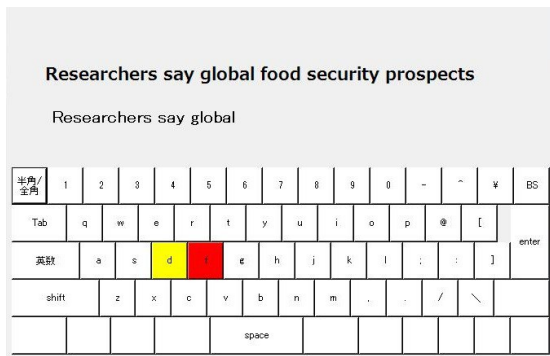 Researchers say global food security prospects
Researchers say global
半角/全角 1 2 3 4 5 6 7 8 9 0 - ^ ¥ BS
Tab q w e r t y u i o p @ [
enter
英数 a s d f g h j k l ; : ]
shift z x c v b n m , . / \
space